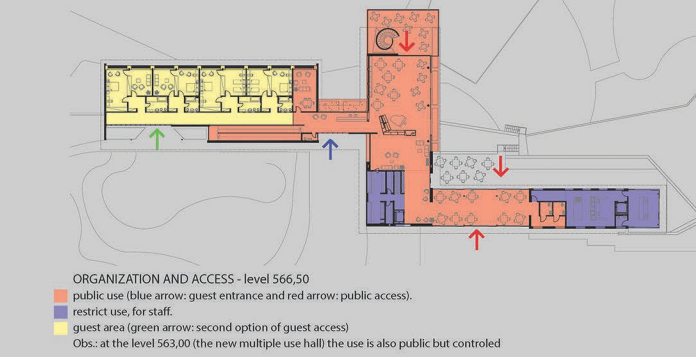 ORGANIZATION AND ACCESS - level 566,50
public use (blue arrow: guest entrance and red arrow: public access).
restrict use, for staff.
guest area (green arrow: second option of guest access)
Obs.: at the level 563,00 (the new multiple use hall) the use is also public but controled